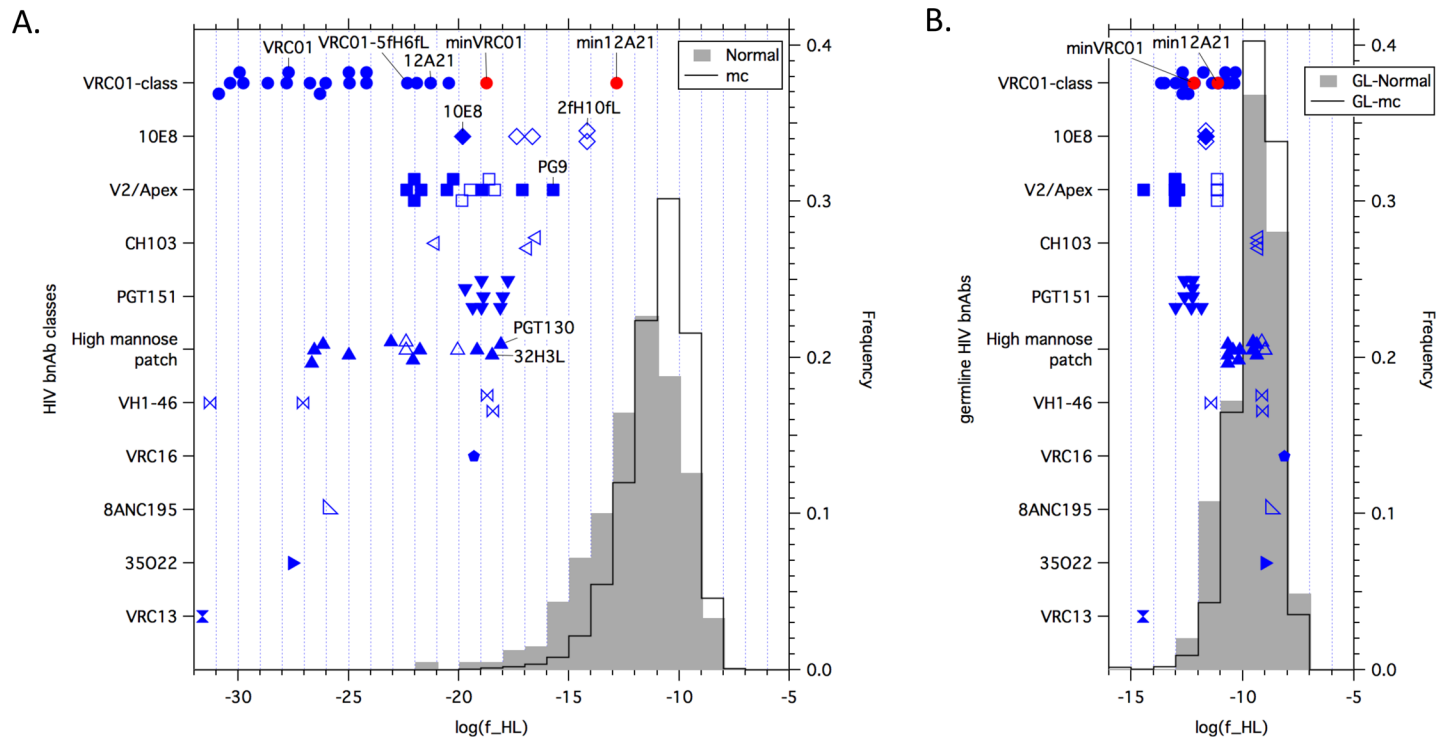 A.
VRC01
VRC01-5fH6fL
12A21
minVRC01
min12A21
Normal
mc
VRC01-class
10E8
V2/Apex
CH103
PGT151
High mannose
patch
VH1-46
VRC16
8ANC195
35O22
VRC13
HIV bnAb classes
10E8
2fH10fL
PG9
PGT130
32H3L
0.4
0.3
0.2
0.1
0.0
Frequency
-30
-25
-20
-15
-10
-5
log(f_HL)
B.
minVRC01
min12A21
GL-Normal
GL-mc
VRC01-class
10E8
V2/Apex
CH103
PGT151
High mannose
patch
VH1-46
VRC16
8ANC195
35O22
VRC13
germline HIV bnAbs
0.4
0.3
0.2
0.1
0.0
Frequency
-15
-10
-5
log(f_HL)